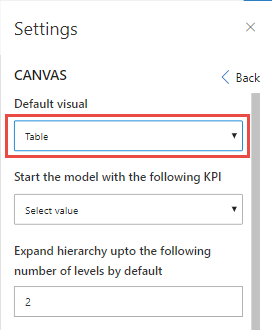 Settings
CANVAS
Back
Default visual
Table
Start the model with the following KPI
Select value
Expand hierarchy upto the following
number of levels by default
2